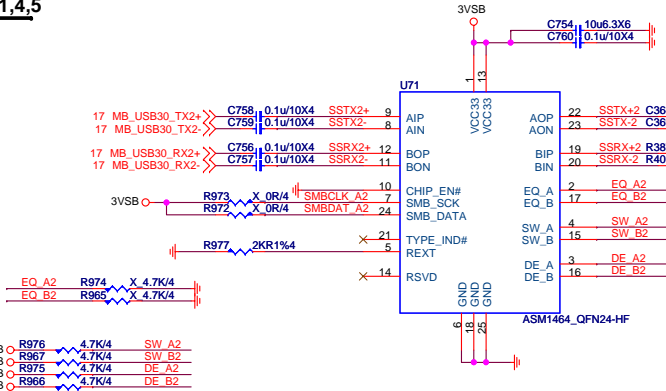 1,4,5
3VSB
C754 10u6.3X6
C760 0.1u/10X4
U71
1 13
VCC33 VCC33
17 MB_USB30_TX2+ C758 0.1u/10X4 SSTX2+ 9 AIP AOP 22 SSTX+2 C36
17 MB_USB30_TX2- C759 0.1u/10X4 SSTX2- 8 AIN AON 23 SSTX-2 C36
17 MB_USB30_RX2+ C756 0.1u/10X4 SSRX2+ 12 BOP BIP 19 SSRX+2 R38
17 MB_USB30_RX2- C757 0.1u/10X4 SSRX2- 11 BON BIN 20 SSRX-2 R40
10 CHIP_EN# EQ_A 2 EQ_A2
3VSB R973 X_0R/4 SMBCLK_A2 7 SMB_SCK EQ_B 17 EQ_B2
R972 X_0R/4 SMBDAT_A2 24 SMB_DATA
SW_A 4 SW_A2
21 TYPE_IND# SW_B 15 SW_B2
R977 2KR1%4 5 REXT
DE_A 3 DE_A2
14 RSVD DE_B 16 DE_B2
EQ_A2 R974 X_4.7K/4
EQ_B2 R965 X_4.7K/4
GND GND GND
6 18 25
ASM1464_QFN24-HF
R976 4.7K/4 SW_A2
R967 4.7K/4 SW_B2
R975 4.7K/4 DE_A2
R966 4.7K/4 DE_B2